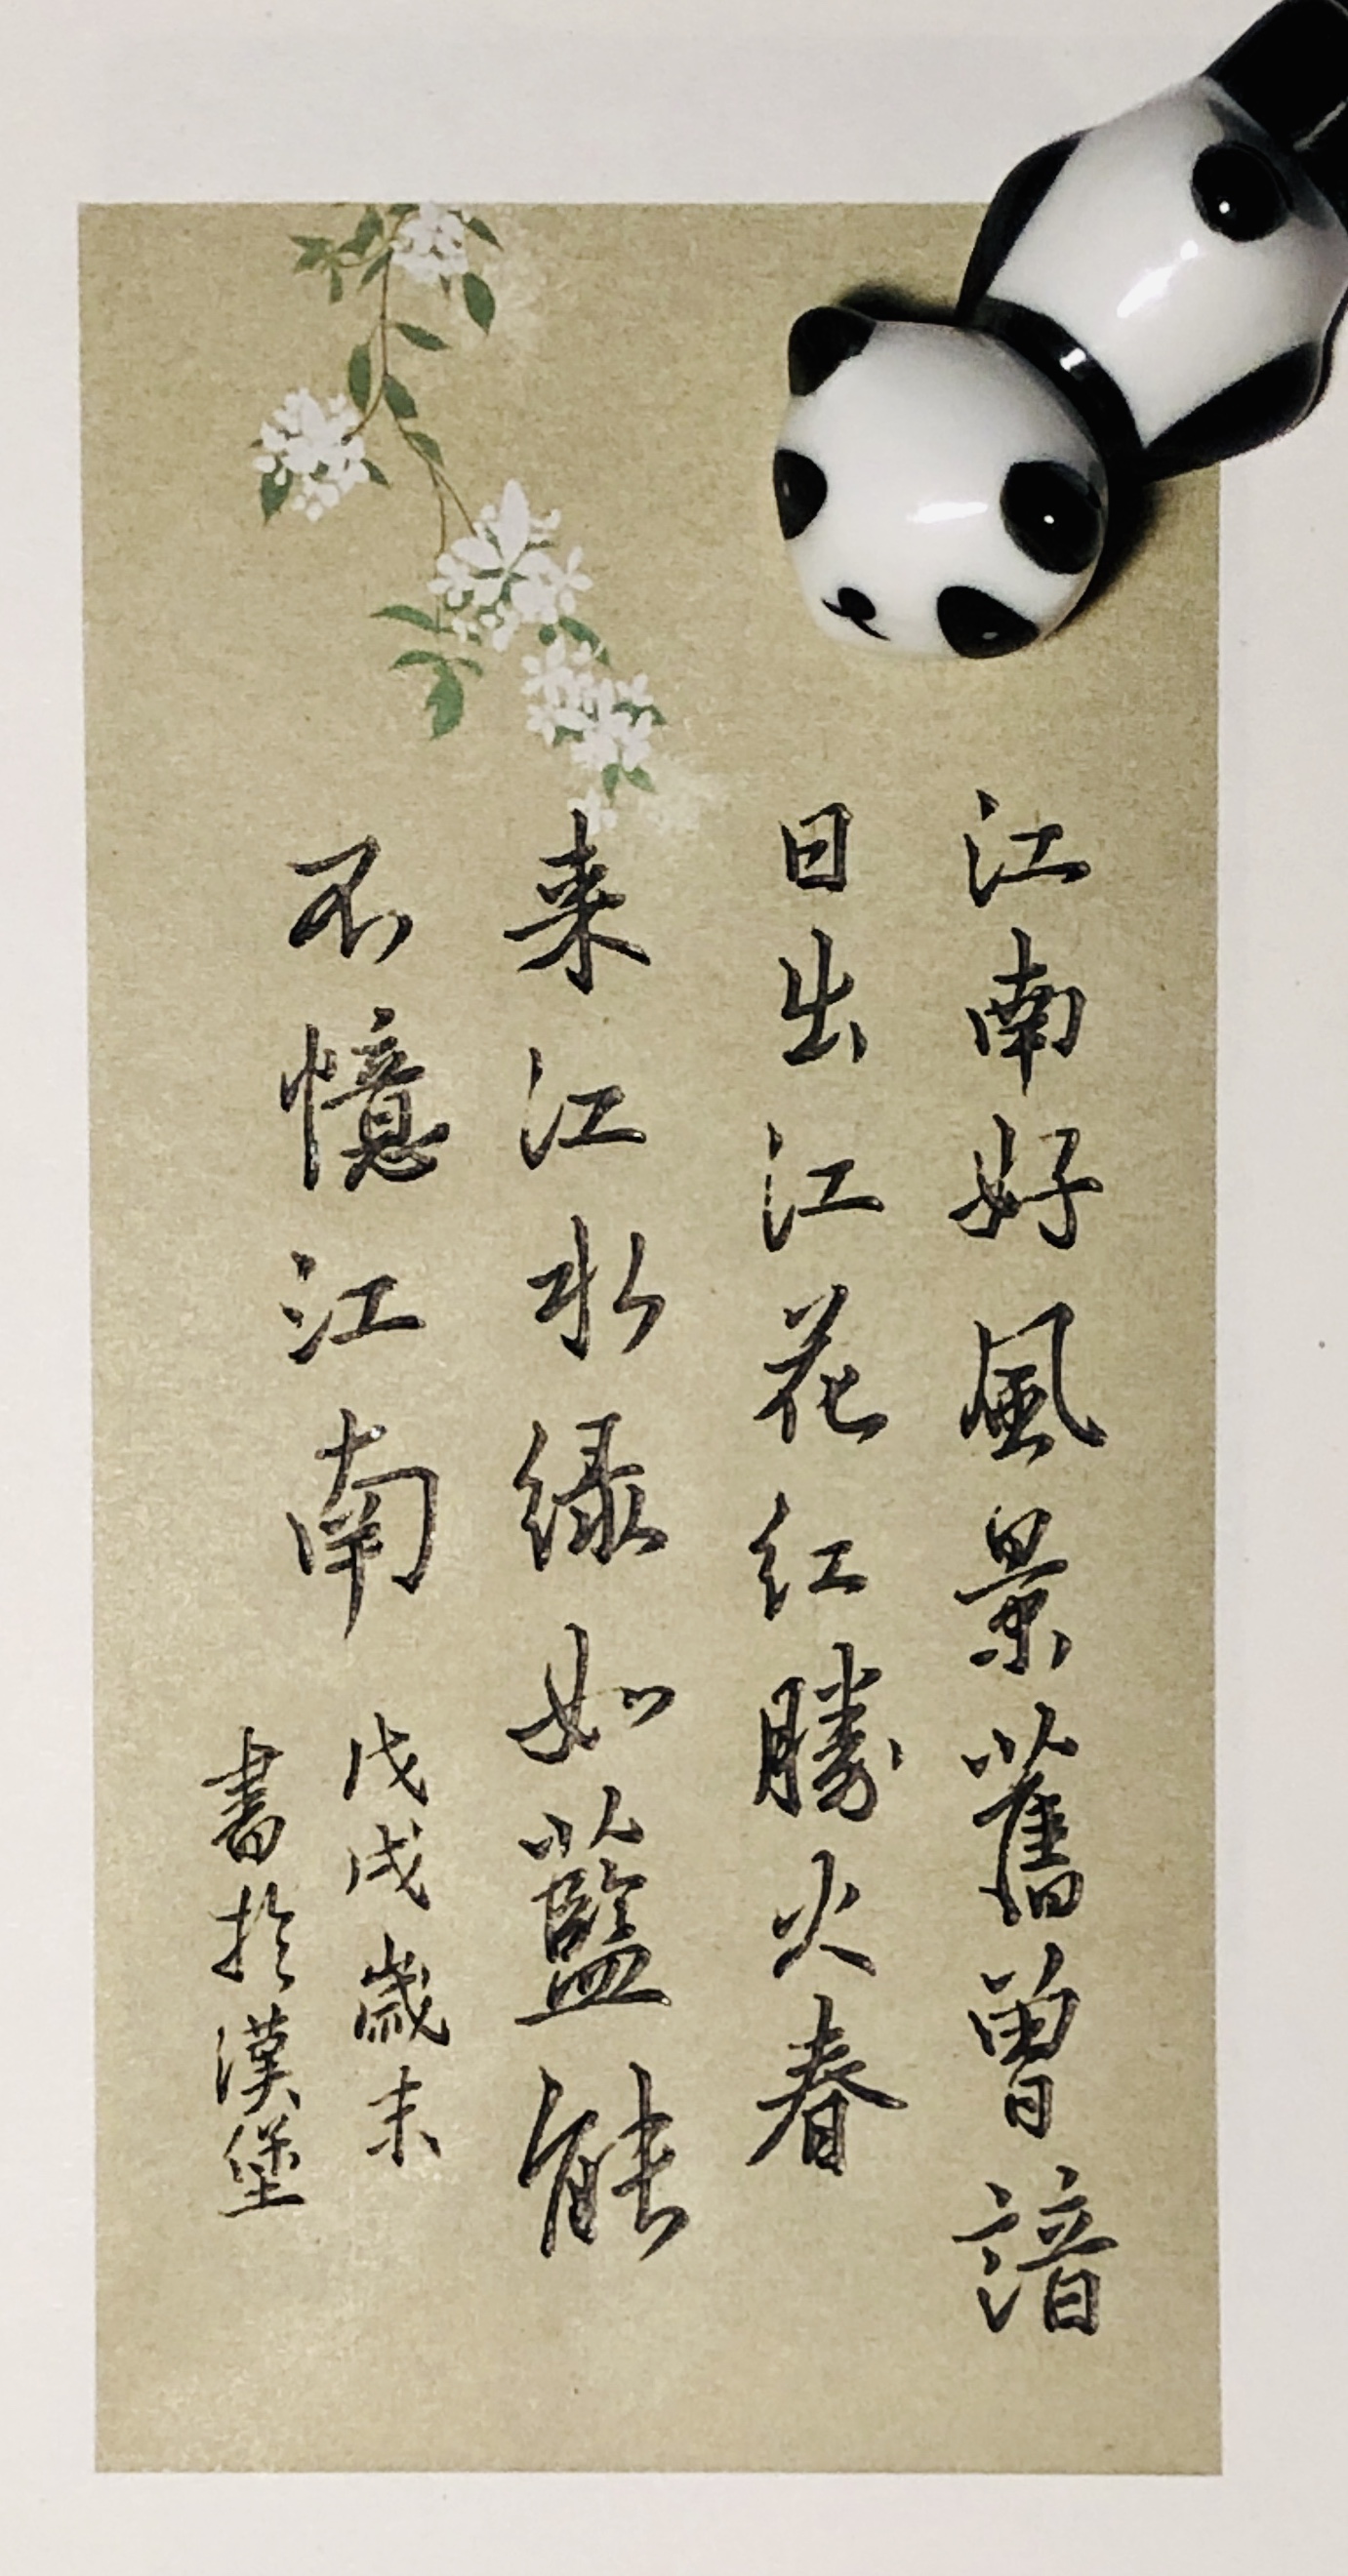 江南好風景舊曾諳
日出江花红勝火春
来江水绿如藍能
不憶江南
戊戌歲末
書於漢堡